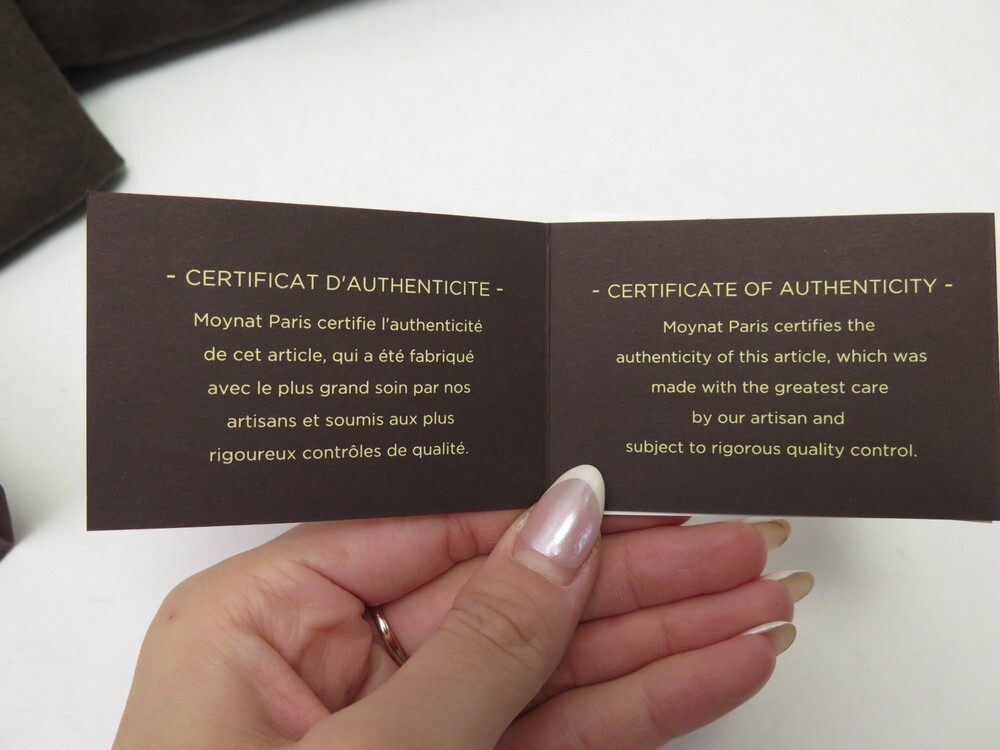 - CERTIFICAT D'AUTHENTICITE -
Moynat Paris certifie l'authenticité
de cet article, qui a été fabriqué
avec le plus grand soin par nos
artisans et soumis aux plus
rigoureux contrôles de qualité.
- CERTIFICATE OF AUTHENTICITY -
Moynat Paris certifies the
authenticity of this article, which was
made with the greatest care
by our artisan and
subject to rigorous quality control.